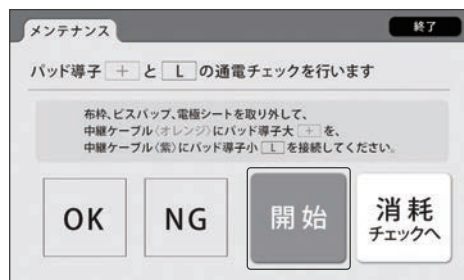 メンテナンス
終了
パッド導子 + と L の通電チェックを行います
布枠、ビスパップ、電極シートを取り外して、
中継ケーブル(オレンジ)にパッド導子大 + を、
中継ケーブル(紫)にパッド導子小 L を接続してください。
OK
NG
開始
消耗
チェックへ